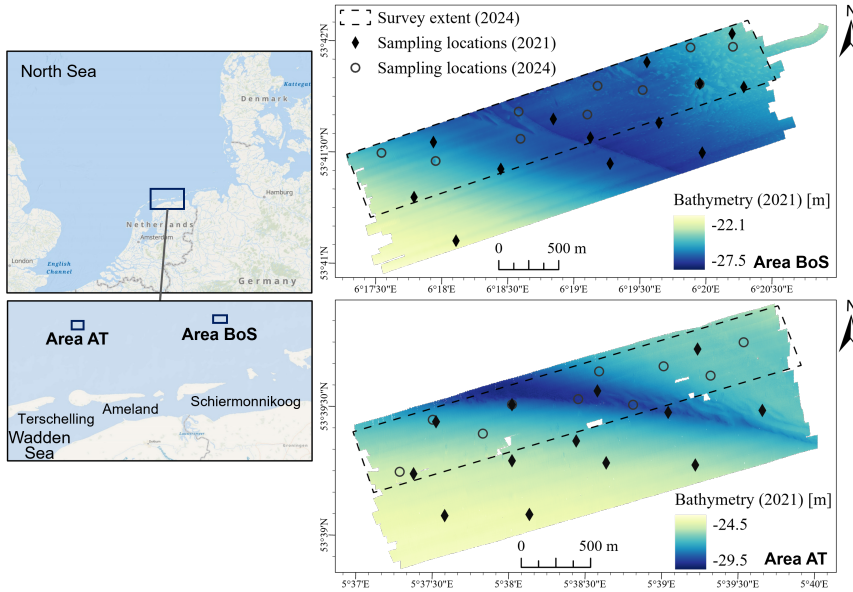 North Sea
Kattegat
Denmark
Hamburg
Netherlands
Amsterdam
London
English
Channel
Germany
Area AT
Area BoS
Schiermonnikoog
Ameland
Terschelling
Wadden
Sea
Survey extent (2024)
Sampling locations (2021)
Sampling locations (2024)
N
53°42'N
53°41'30"N
53°41'N
Bathymetry (2021) [m]
-22.1
-27.5
Area BoS
0
500 m
6°17'30"E
6°18'E
6°18'30"E
6°19'E
6°19'30"E
6°20'E
6°20'30"E
N
53°39'30"N
53°39'N
Bathymetry (2021) [m]
-24.5
-29.5
Area AT
0
500 m
5°37'E
5°37'30"E
5°38'E
5°38'30"E
5°39'E
5°39'30"E
5°40'E